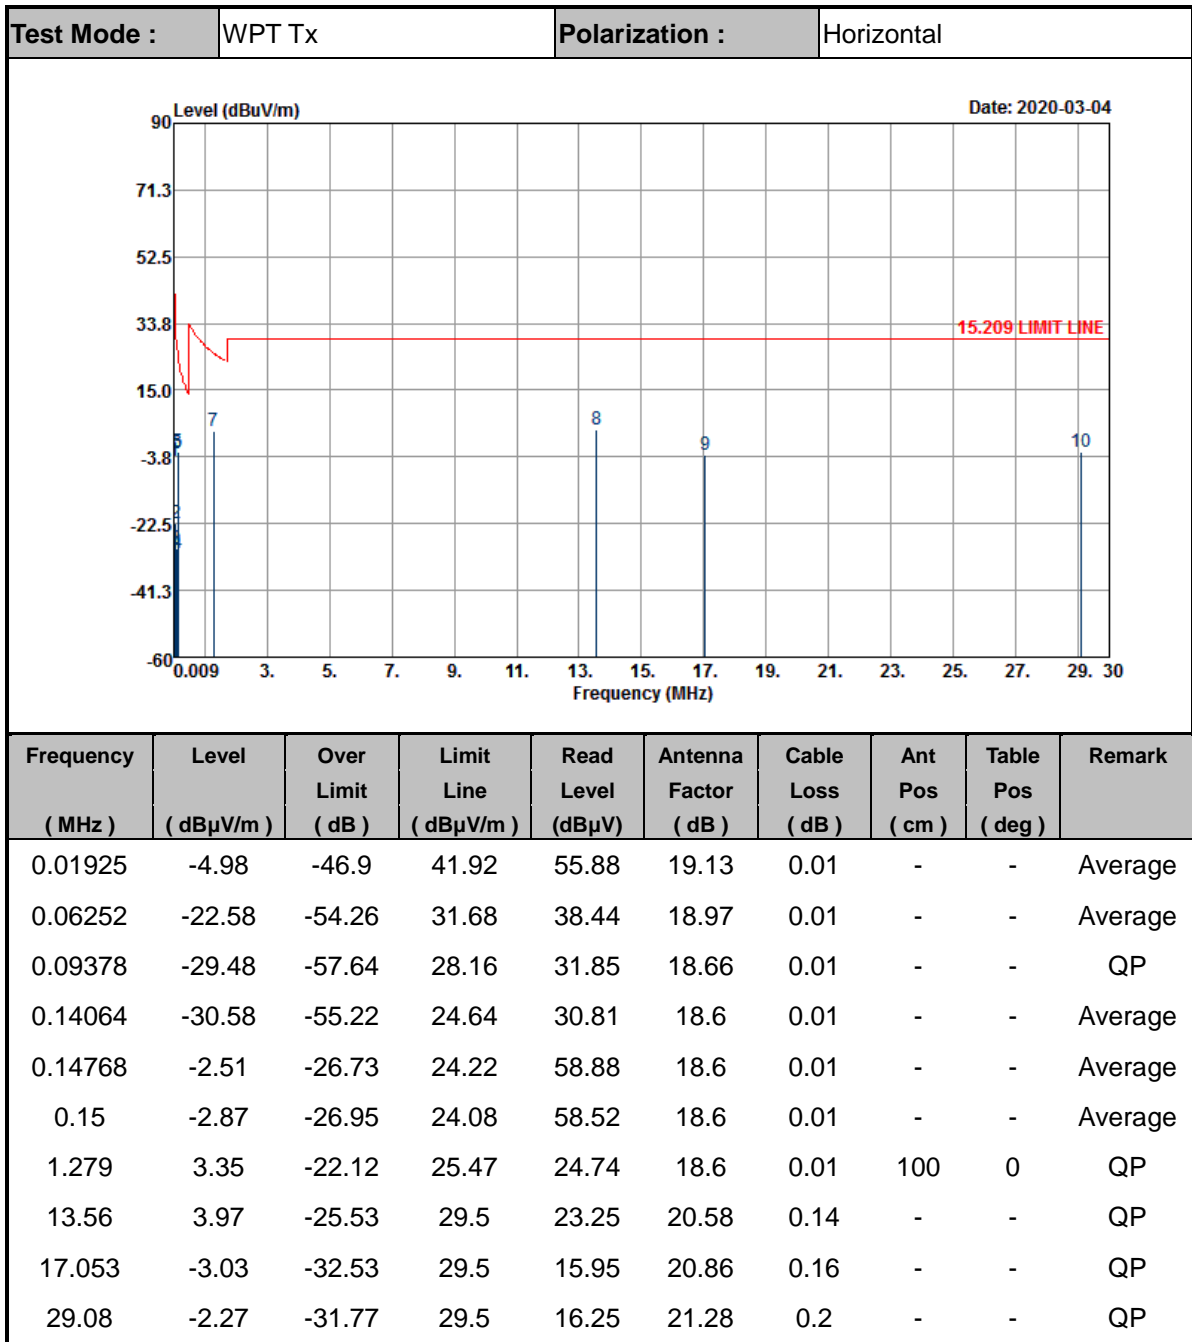 Test Mode : WPT Tx Polarization : Horizontal
Level (dBuV/m) Date: 2020-03-04
90
71.3
52.5
33.8
15.209 LIMIT LINE
15.0
7 8 9 10
-3.8
2
-22.5
4
-41.3
-60
0.009 3. 5. 7. 9. 11. 13. 15. 17. 19. 21. 23. 25. 27. 29. 30
Frequency (MHz)
Frequency Level Over Limit Read Antenna Cable Ant Table Remark
Limit Line Level Factor Loss Pos Pos
( MHz ) ( dBµV/m ) ( dB ) ( dBµV/m ) (dBµV) ( dB ) ( dB ) ( cm ) ( deg )
0.01925 -4.98 -46.9 41.92 55.88 19.13 0.01 - - Average
0.06252 -22.58 -54.26 31.68 38.44 18.97 0.01 - - Average
0.09378 -29.48 -57.64 28.16 31.85 18.66 0.01 - - QP
0.14064 -30.58 -55.22 24.64 30.81 18.6 0.01 - - Average
0.14768 -2.51 -26.73 24.22 58.88 18.6 0.01 - - Average
0.15 -2.87 -26.95 24.08 58.52 18.6 0.01 - - Average
1.279 3.35 -22.12 25.47 24.74 18.6 0.01 100 0 QP
13.56 3.97 -25.53 29.5 23.25 20.58 0.14 - - QP
17.053 -3.03 -32.53 29.5 15.95 20.86 0.16 - - QP
29.08 -2.27 -31.77 29.5 16.25 21.28 0.2 - - QP